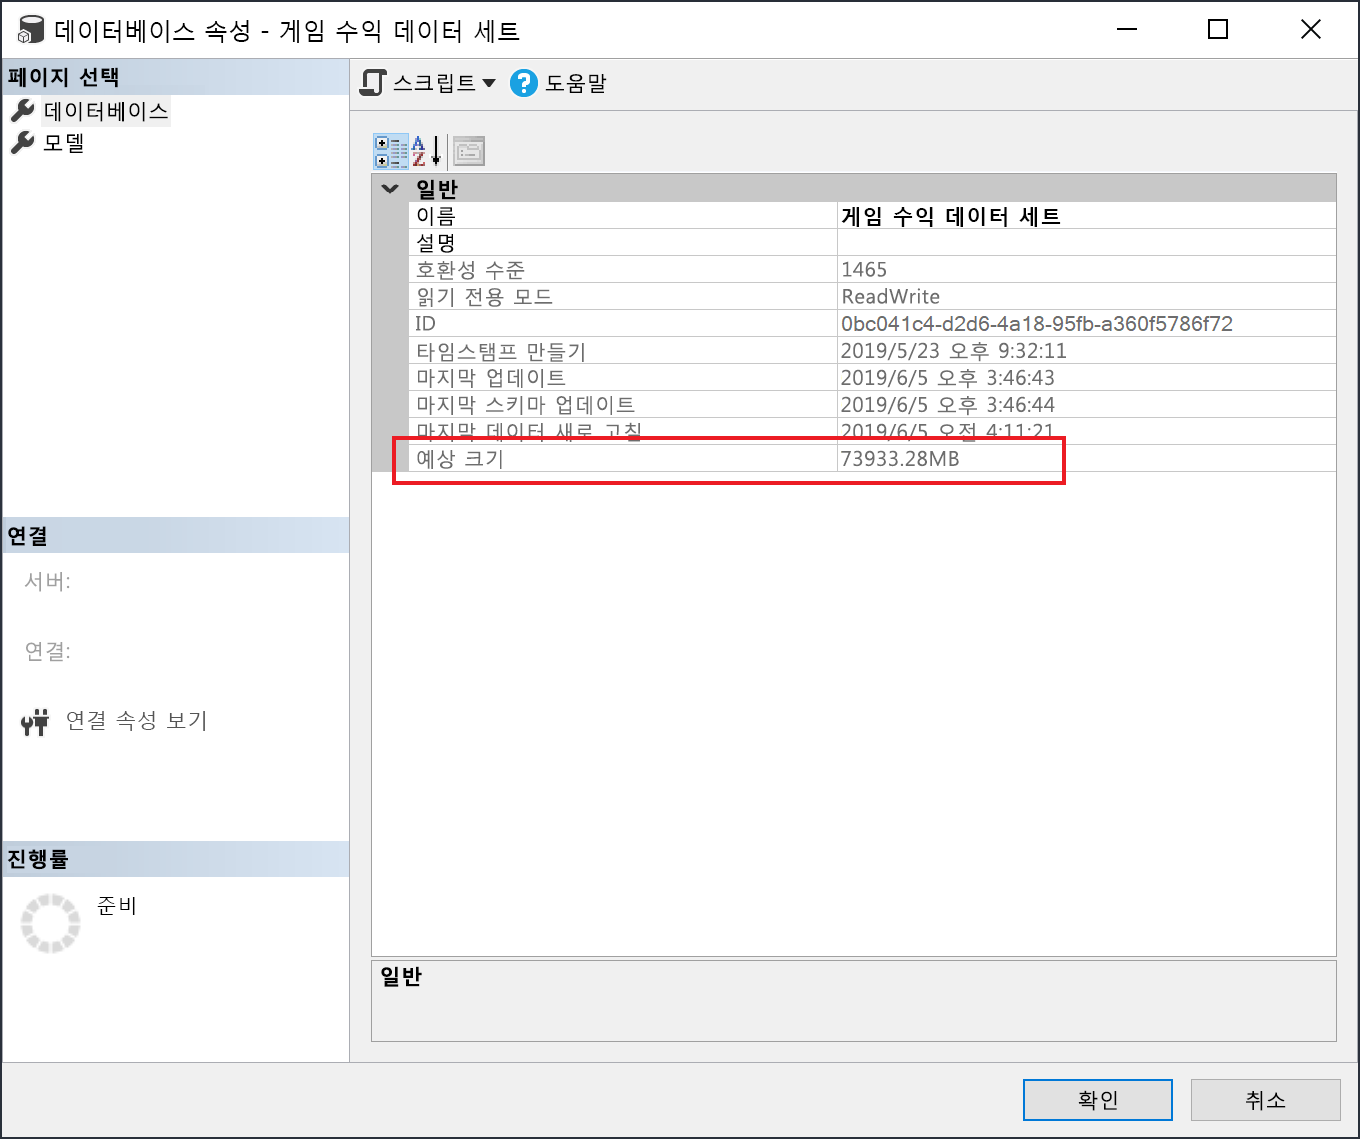 데이터베이스 속성 - 게임 수익 데이터 세트
페이지 선택
데이터베이스
모델
스크립트
도움말
일반
이름 게임 수익 데이터 세트
설명
호환성 수준 1465
읽기 전용 모드 ReadWrite
ID 0bc041c4-d2d6-4a18-95fb-a360f5786f72
타임스탬프 만들기 2019/5/23 오후 9:32:11
마지막 업데이트 2019/6/5 오후 3:46:43
마지막 스키마 업데이트 2019/6/5 오후 3:46:44
마지막 데이터 새로 고침 2019/6/5 오전 4:11:21
예상 크기 73933.28MB
연결
서버:
연결:
연결 속성 보기
진행률
준비
일반
확인
취소